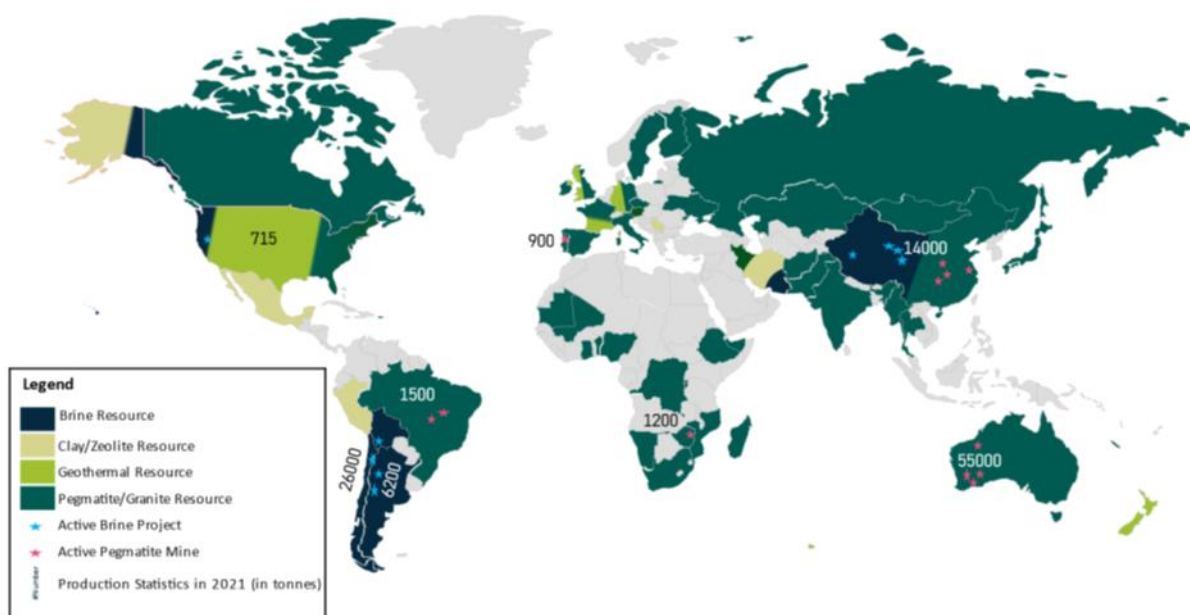 715
900
14000
1500
1200
26000
6200
55000
Legend
Brine Resource
Clay/Zeolite Resource
Geothermal Resource
Pegmatite/Granite Resource
Active Brine Project
Active Pegmatite Mine
#Number
Production Statistics in 2021 (in tonnes)